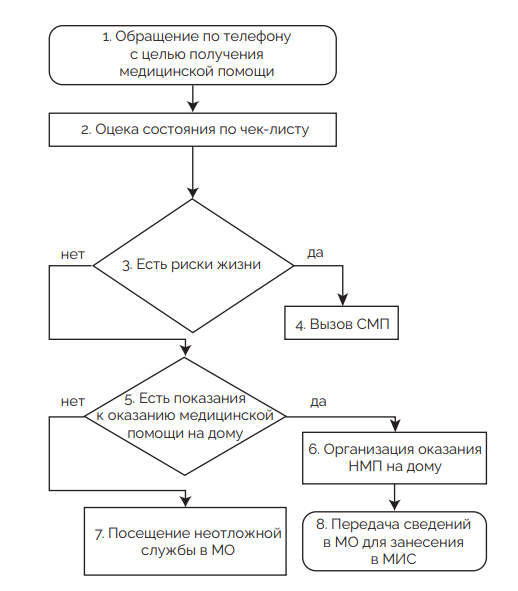 1. Обращение по телефону
с целью получения
медицинской помощи
2. Оцека состояния по чек-листу
3. Есть риски жизни
нет
да
4. Вызов СМП
5. Есть показания
к оказанию медицинской
помощи на дому
нет
да
6. Организация оказания
НМП на дому
7. Посещение неотложной
службы в МО
8. Передача сведений
в МО для занесения
в МИС